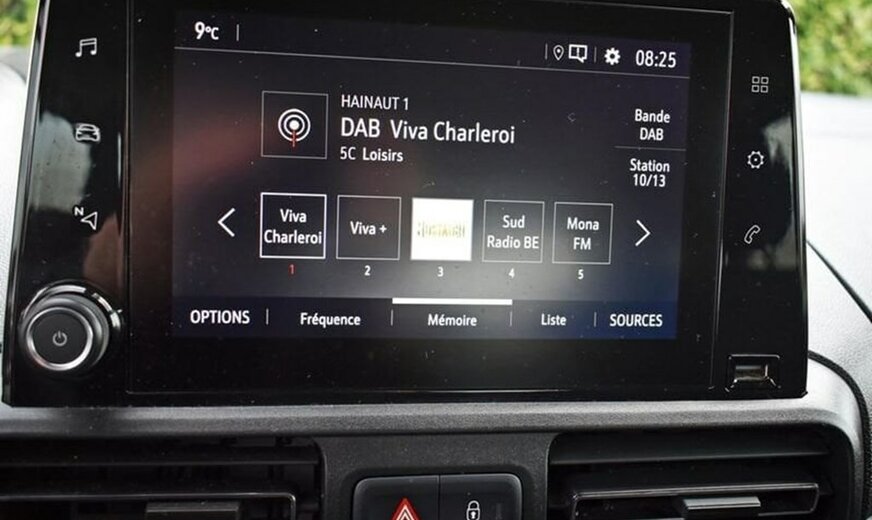 9°C
08:25
HAINAUT 1
DAB Viva Charleroi
5C Loisirs
Bande
DAB
Station
10/13
Viva
Charleroi
Viva +
Sud
Radio BE
Mona
FM
1
2
3
4
5
OPTIONS
Fréquence
Mémoire
Liste
SOURCES
N